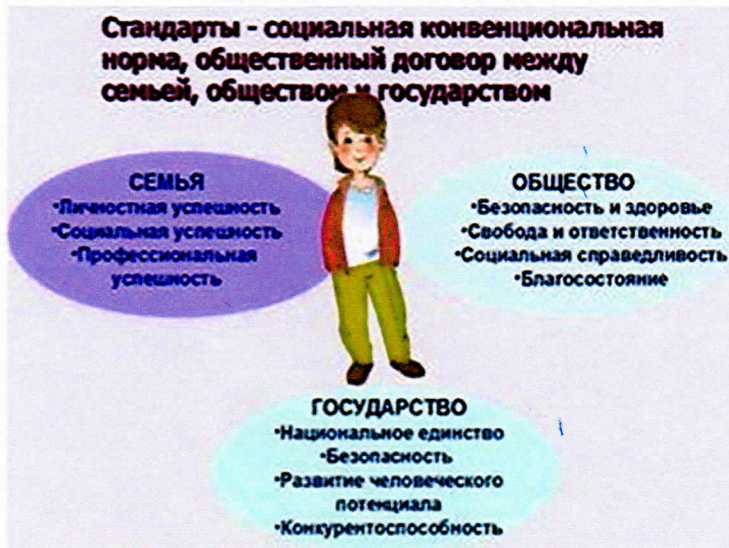 Стандарты - социальная конвенциональная
норма, общественный договор между
семьей, обществом и государством
СЕМЬЯ
•Личностная успешность
•Социальная успешность
•Профессиональная
успешность
ОБЩЕСТВО
•Безопасность и здоровье
•Свобода и ответственность
•Социальная справедливость
•Благосостояние
ГОСУДАРСТВО
•Национальное единство
•Безопасность
•Развитие человеческого
потенциала
•Конкурентоспособность